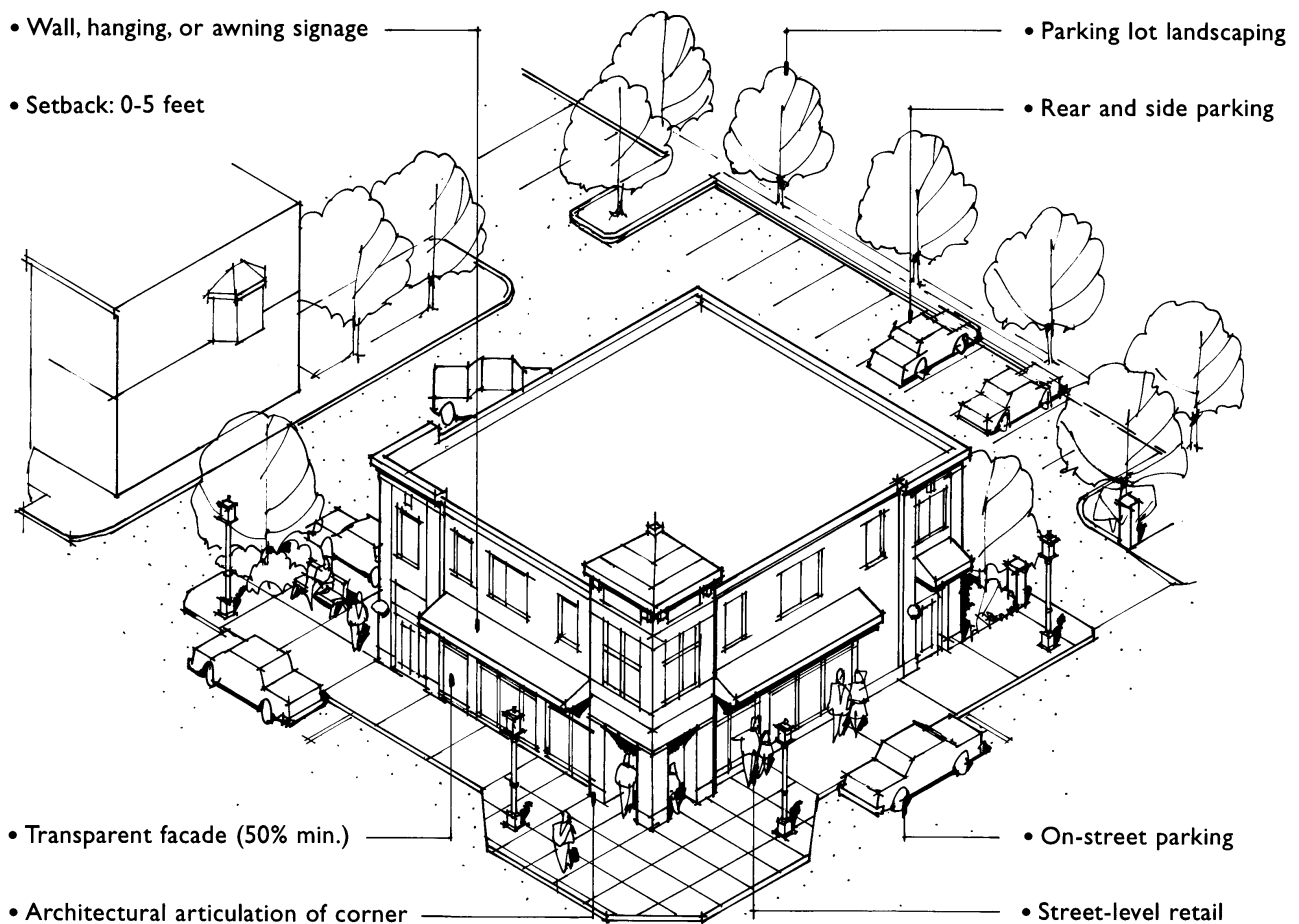 • Wall, hanging, or awning signage
• Parking lot landscaping
• Setback: 0-5 feet
• Rear and side parking
• Transparent facade (50% min.)
• On-street parking
• Architectural articulation of corner
• Street-level retail